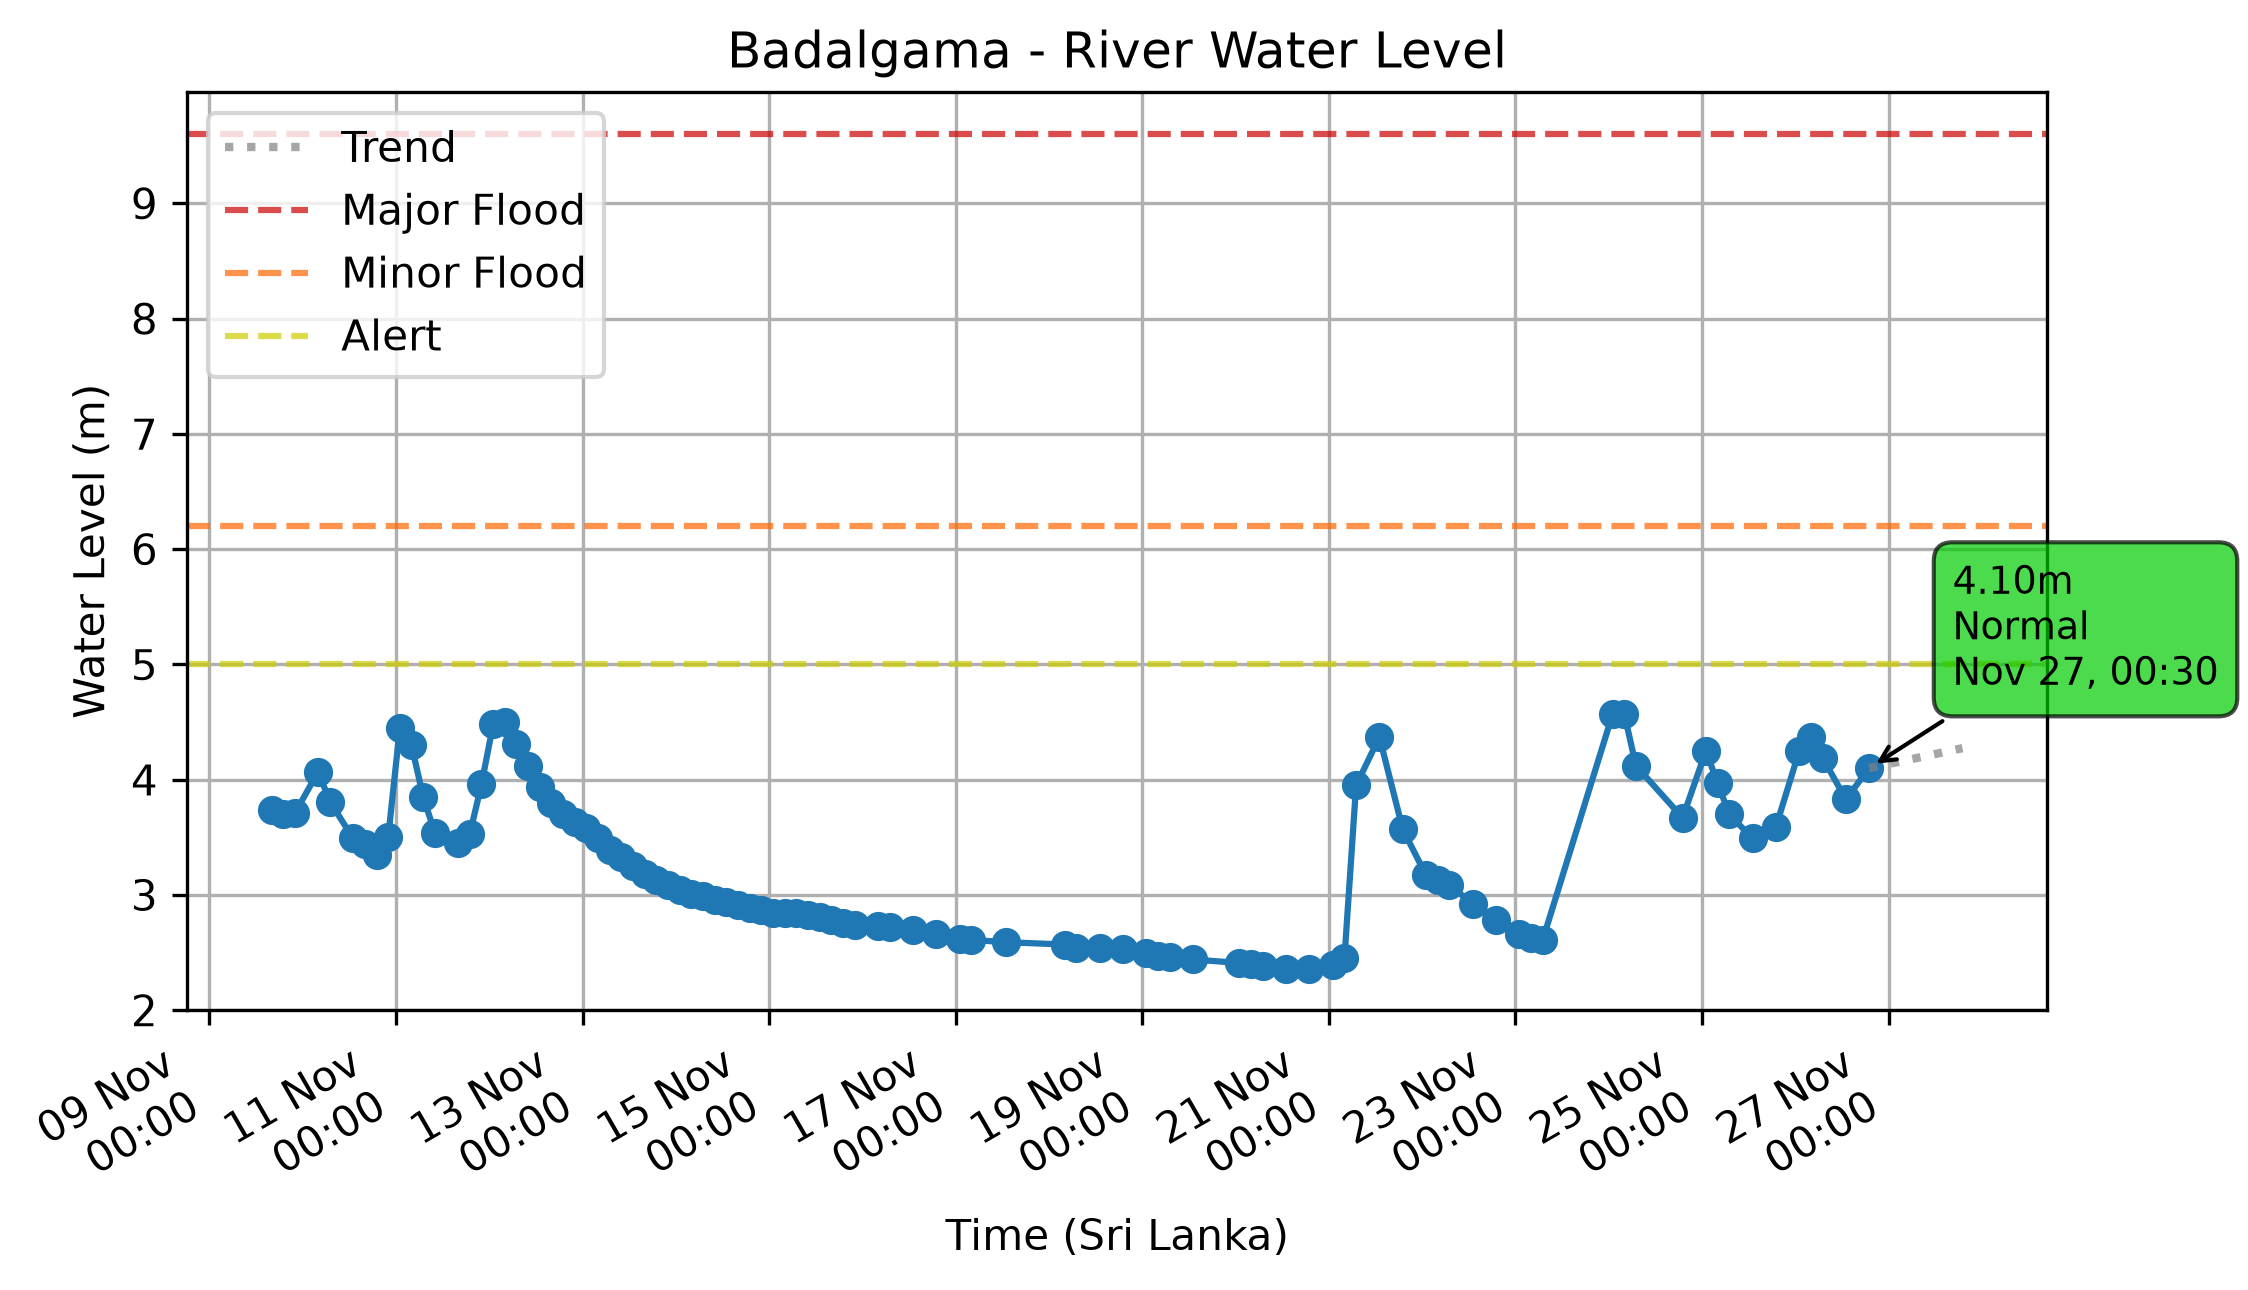 Badalgama - River Water Level
Trend
Major Flood
Minor Flood
Alert
9
8
7
6
5
4
3
2
Water Level (m)
4.10m
Normal
Nov 27, 00:30
09 Nov
00:00
11 Nov
00:00
13 Nov
00:00
15 Nov
00:00
17 Nov
00:00
19 Nov
00:00
21 Nov
00:00
23 Nov
00:00
25 Nov
00:00
27 Nov
00:00
Time (Sri Lanka)